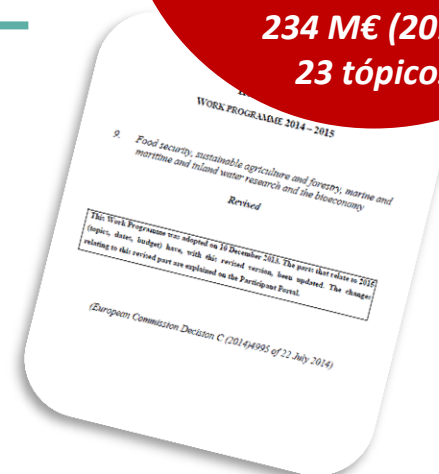 234 M€ (20
23 tópicos
WORK PROGRAMME 2014 – 2015
9. Food security, sustainable agriculture and forestry, marine and
maritime and inland water research and the bioeconomy
Revised
This Work Programme was adopted on 10 December 2013. The parts that relate to 2015
(topics, dates, budget) have, with this revised version, been updated. The changes
relating to this revised part are explained on the Participant Portal.
(European Commission Decision C (2014)4995 of 22 July 2014)